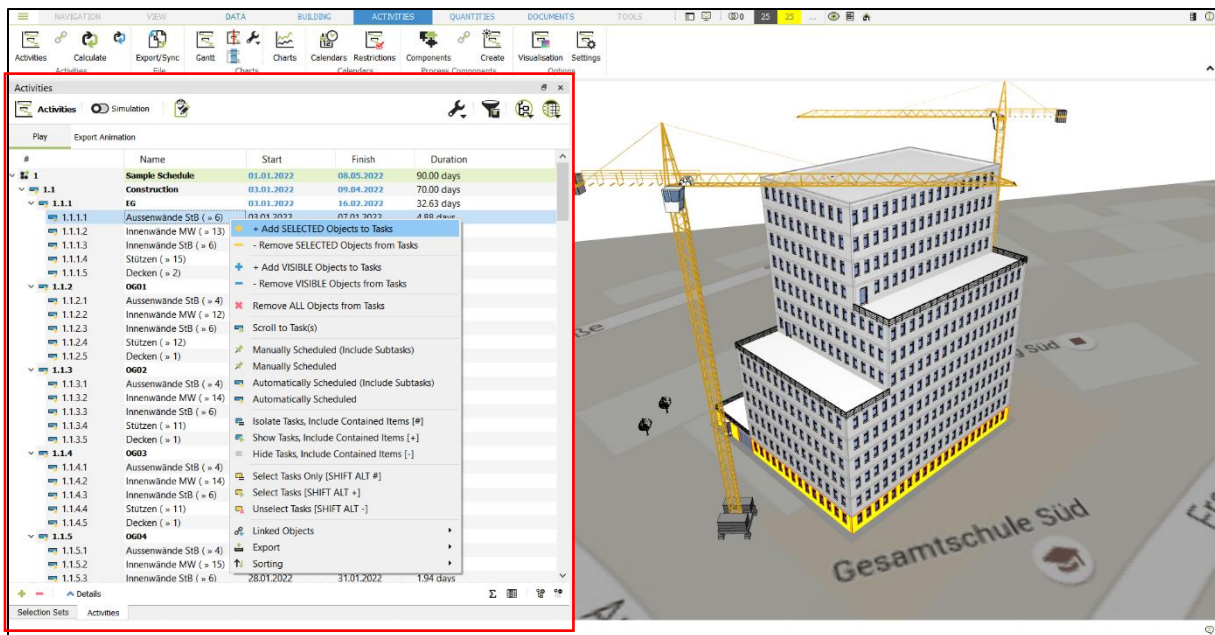 NAVIGATION VIEW DATA BUILDING ACTIVITIES QUANTITIES DOCUMENTS TOOLS 0 25 25 ...
Activities Calculate Export/Sync Gantt Charts Calendars Restrictions Components Create Visualisation Settings
Activities File Charts Calendars Process Components Options
Activities
Activities Simulation
Play Export Animation
# Name Start Finish Duration
1 Sample Schedule 01.01.2022 08.05.2022 90.00 days
1.1 Construction 03.01.2022 09.04.2022 70.00 days
1.1.1 EG 03.01.2022 16.02.2022 32.63 days
1.1.1.1 Aussenwände StB ( » 6) 03.01.2022 07.01.2022 4.88 days
1.1.1.2 Innenwände MW ( » 13)
1.1.1.3 Innenwände StB ( » 6)
1.1.1.4 Stützen ( » 15)
1.1.1.5 Decken ( » 2)
1.1.2 OG01
1.1.2.1 Aussenwände StB ( » 4)
1.1.2.2 Innenwände MW ( » 12)
1.1.2.3 Innenwände StB ( » 6)
1.1.2.4 Stützen ( » 12)
1.1.2.5 Decken ( » 1)
1.1.3 OG02
1.1.3.1 Aussenwände StB ( » 4)
1.1.3.2 Innenwände MW ( » 14)
1.1.3.3 Innenwände StB ( » 6)
1.1.3.4 Stützen ( » 11)
1.1.3.5 Decken ( » 1)
1.1.4 OG03
1.1.4.1 Aussenwände StB ( » 4)
1.1.4.2 Innenwände MW ( » 14)
1.1.4.3 Innenwände StB ( » 6)
1.1.4.4 Stützen ( » 11)
1.1.4.5 Decken ( » 1)
1.1.5 OG04
1.1.5.1 Aussenwände StB ( » 4)
1.1.5.2 Innenwände MW ( » 15)
1.1.5.3 Innenwände StB ( » 6) 28.01.2022 31.01.2022 1.94 days
+ Add SELECTED Objects to Tasks
- Remove SELECTED Objects from Tasks
+ Add VISIBLE Objects to Tasks
- Remove VISIBLE Objects from Tasks
Remove ALL Objects from Tasks
Scroll to Task(s)
Manually Scheduled (Include Subtasks)
Manually Scheduled
Automatically Scheduled (Include Subtasks)
Automatically Scheduled
Isolate Tasks, Include Contained Items [#]
Show Tasks, Include Contained Items [+]
Hide Tasks, Include Contained Items [-]
Select Tasks Only [SHIFT ALT #]
Select Tasks [SHIFT ALT +]
Unselect Tasks [SHIFT ALT -]
Linked Objects
Export
Sorting
Details
Selection Sets Activities
Süd
Gesamtschule Süd